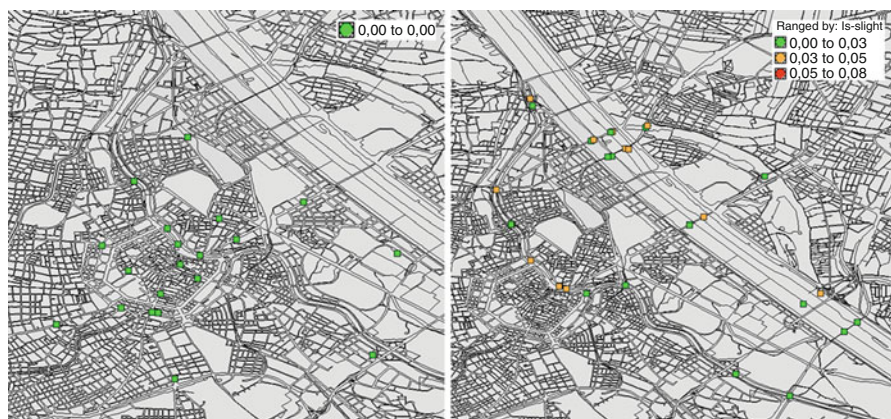 0,00 to 0,00
Ranged by: ls-slight
0,00 to 0,03
0,03 to 0,05
0,05 to 0,08